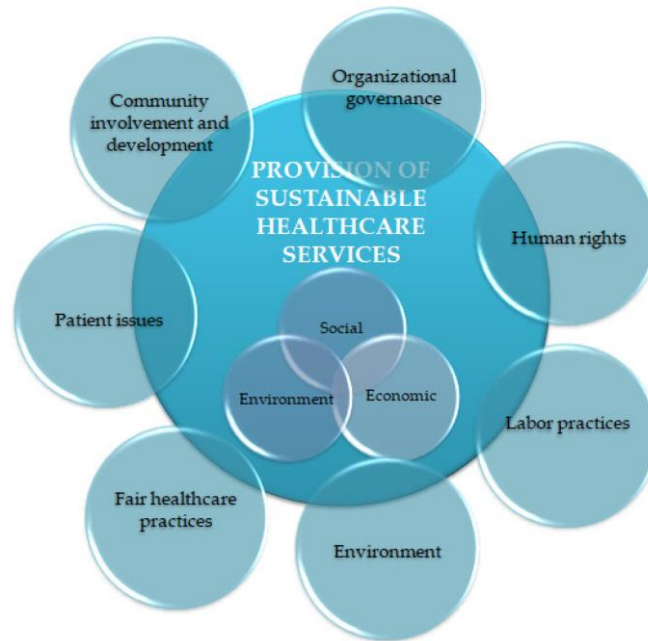 Organizational
governance
Community
involvement and
development
PROVISION OF
SUSTAINABLE
HEALTHCARE
SERVICES
Human rights
Patient issues
Social
Environment
Economic
Labor practices
Fair healthcare
practices
Environment